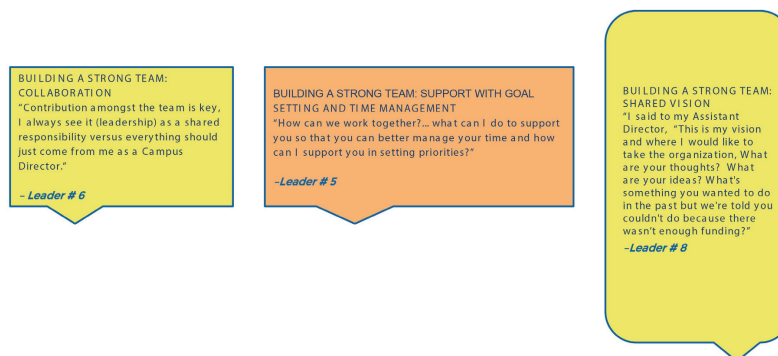 BUILDING A STRONG TEAM:
COLLABORATION
“Contribution amongst the team is key,
I always see it (leadership) as a shared
responsibility versus everything should
just come from me as a Campus
Director.”
– Leader # 6
BUILDING A STRONG TEAM: SUPPORT WITH GOAL
SETTING AND TIME MANAGEMENT
“How can we work together?... what can I do to support
you so that you can better manage your time and how
can I support you in setting priorities?”
–Leader # 5
BUILDING A STRONG TEAM:
SHARED VISION
“I said to my Assistant
Director, “This is my vision
and where I would like to
take the organization, What
are your thoughts? What
are your ideas? What's
something you wanted to do
in the past but we're told you
couldn't do because there
wasn't enough funding?”
–Leader # 8